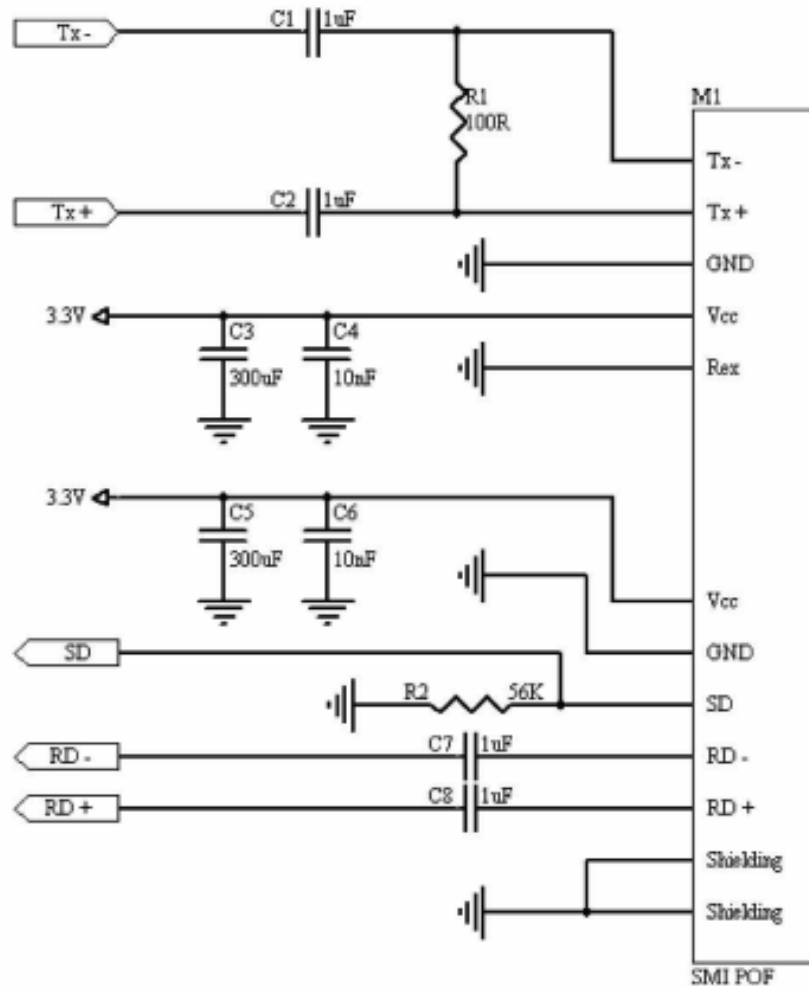 Tx -
C1
1uF
R1
100R
M1
Tx -
Tx +
C2
1uF
Tx +
GND
3.3V
Vcc
C3
C4
300uF
10nF
Rex
3.3V
C5
C6
300uF
10nF
Vcc
SD
GND
R2
56K
SD
RD -
C7
1uF
RD -
RD +
C8
1uF
RD +
Shielding
Shielding
SMI POF